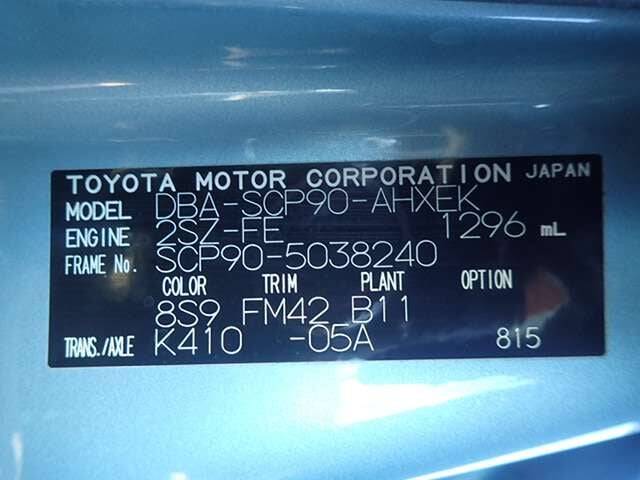 TOYOTA MOTOR CORPORATION JAPAN
MODEL DBA-SCP90-AHXEK
ENGINE 2SZ-FE 1296 mL
FRAME No. SCP90-5038240
COLOR TRIM PLANT OPTION
8S9 FM42 B11
TRANS./AXLE K410 -05A 815